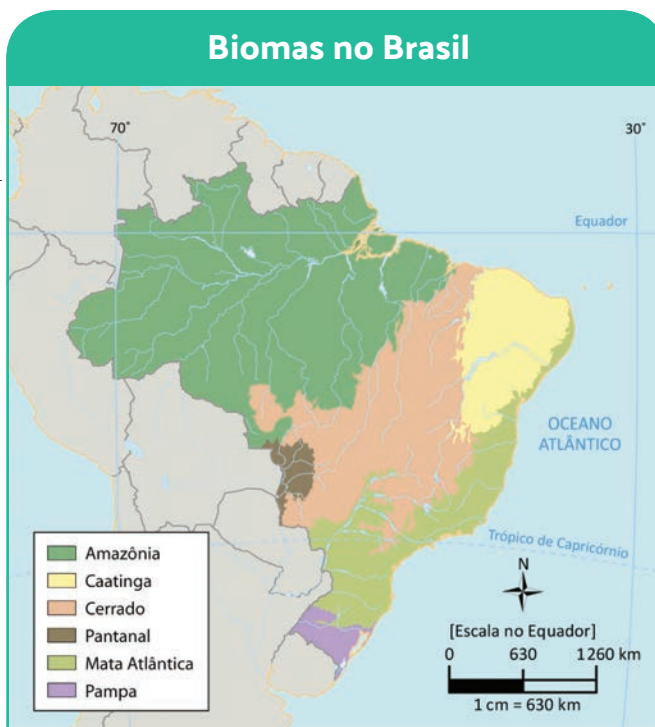 Biomas no Brasil
70°
30°
Equador
OCEANO
ATLÂNTICO
Trópico de Capricórnio
N
[Escala no Equador]
0 630 1260 km
1 cm = 630 km
Amazônia
Caatinga
Cerrado
Pantanal
Mata Atlântica
Pampa